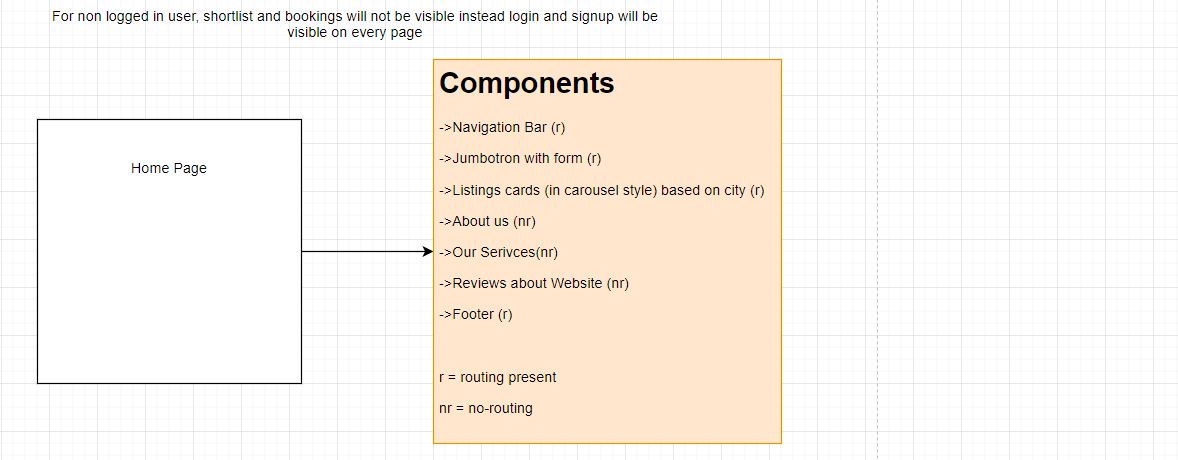 For non logged in user, shortlist and bookings will not be visible instead login and signup will be
visible on every page
Home Page
Components
->Navigation Bar (r)
->Jumbotron with form (r)
->Listings cards (in carousel style) based on city (r)
->About us (nr)
->Our Serivces(nr)
->Reviews about Website (nr)
->Footer (r)
r = routing present
nr = no-routing